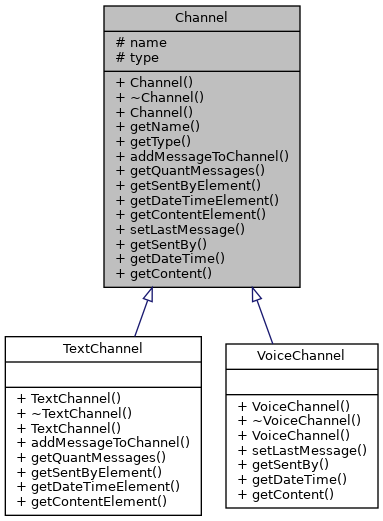 Channel
# name
# type
+ Channel()
+ ~Channel()
+ Channel()
+ getName()
+ getType()
+ addMessageToChannel()
+ getQuantMessages()
+ getSentByElement()
+ getDateTimeElement()
+ getContentElement()
+ setLastMessage()
+ getSentBy()
+ getDateTime()
+ getContent()
TextChannel
+ TextChannel()
+ ~TextChannel()
+ TextChannel()
+ addMessageToChannel()
+ getQuantMessages()
+ getSentByElement()
+ getDateTimeElement()
+ getContentElement()
VoiceChannel
+ VoiceChannel()
+ ~VoiceChannel()
+ VoiceChannel()
+ setLastMessage()
+ getSentBy()
+ getDateTime()
+ getContent()